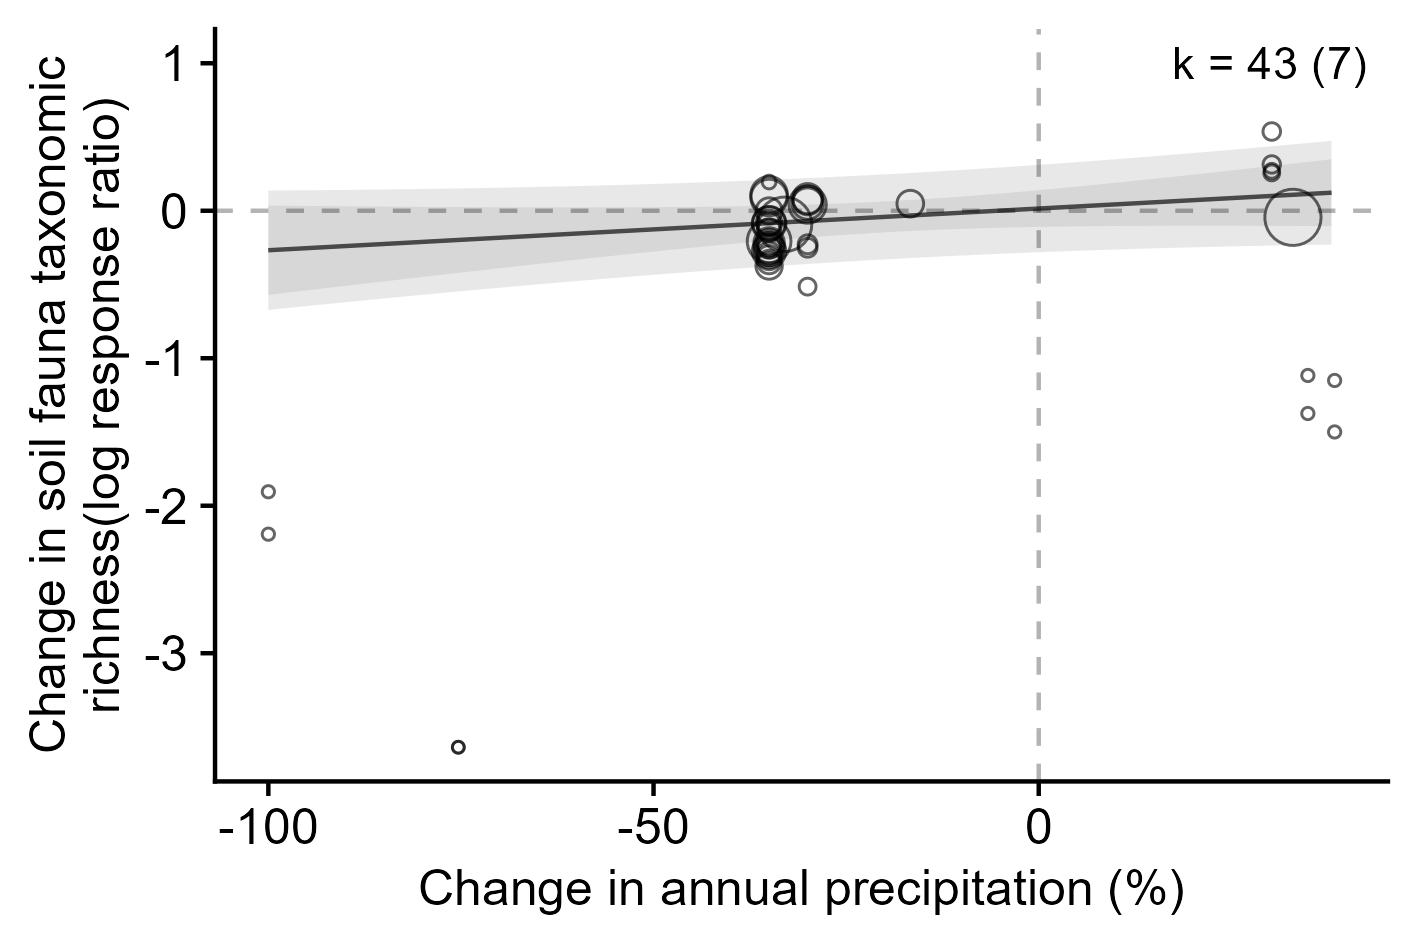 Change in soil fauna taxonomic
richness(log response ratio)
1
0
-1
-2
-3
k = 43 (7)
-100
-50
0
Change in annual precipitation (%)